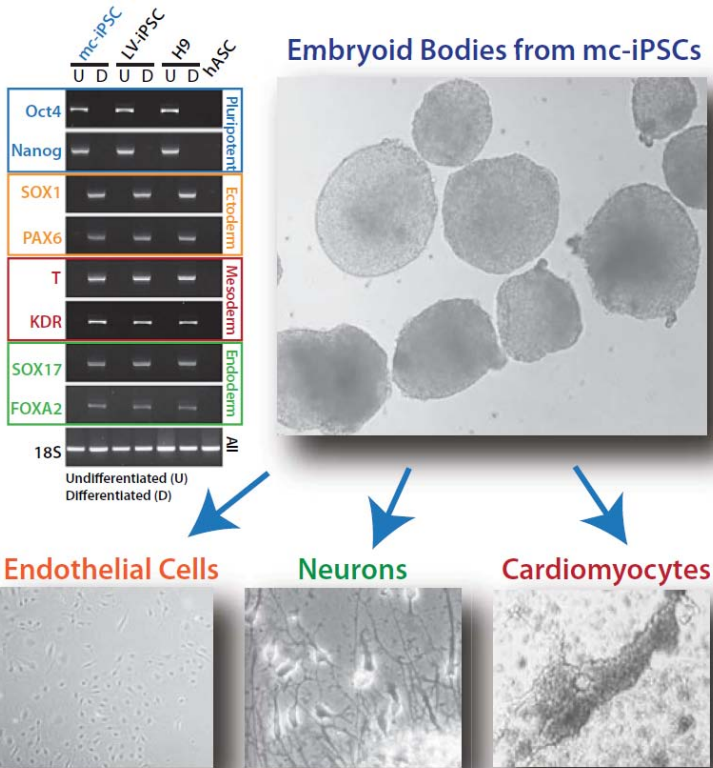 mc-iPSC
LV-iPSC
H9
hASC
U D U D U D
Oct4
Nanog
Pluripotent
SOX1
PAX6
Ectoderm
T
KDR
Mesoderm
SOX17
FOXA2
Endoderm
18S
All
Undifferentiated (U)
Differentiated (D)
Embryoid Bodies from mc-iPSCs
Endothelial Cells
Neurons
Cardiomyocytes